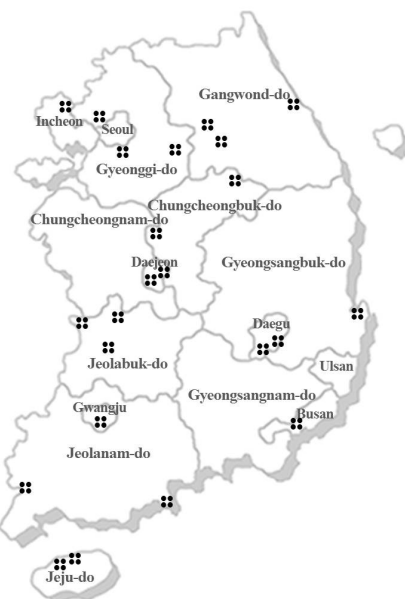 Gangwond-do
Incheon
Seoul
Gyeonggi-do
Chungcheongbuk-do
Chungcheongnam-do
Daejeon
Gyeongsangbuk-do
Daegu
Jeolabuk-do
Ulsan
Gyeongsangnam-do
Gwangju
Busan
Jeolanam-do
Jeju-do